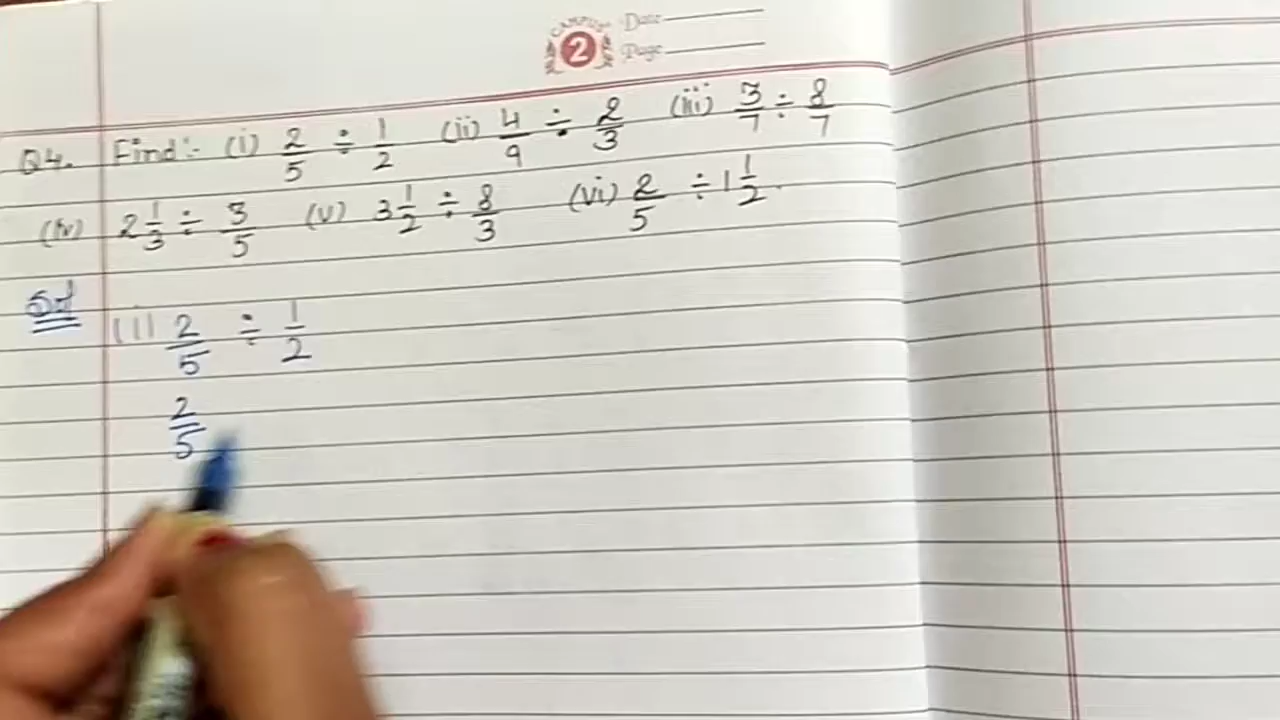 CAMPUS
2
Date
Page
Q4. Find:- (i) 2/5 ÷ 1/2 (ii) 4/9 ÷ 2/3 (iii) 3/7 ÷ 8/7
(iv) 2 1/3 ÷ 3/5 (v) 3 1/2 ÷ 8/3 (vi) 2/5 ÷ 1 1/2.
Sol (i) 2/5 ÷ 1/2
2/5